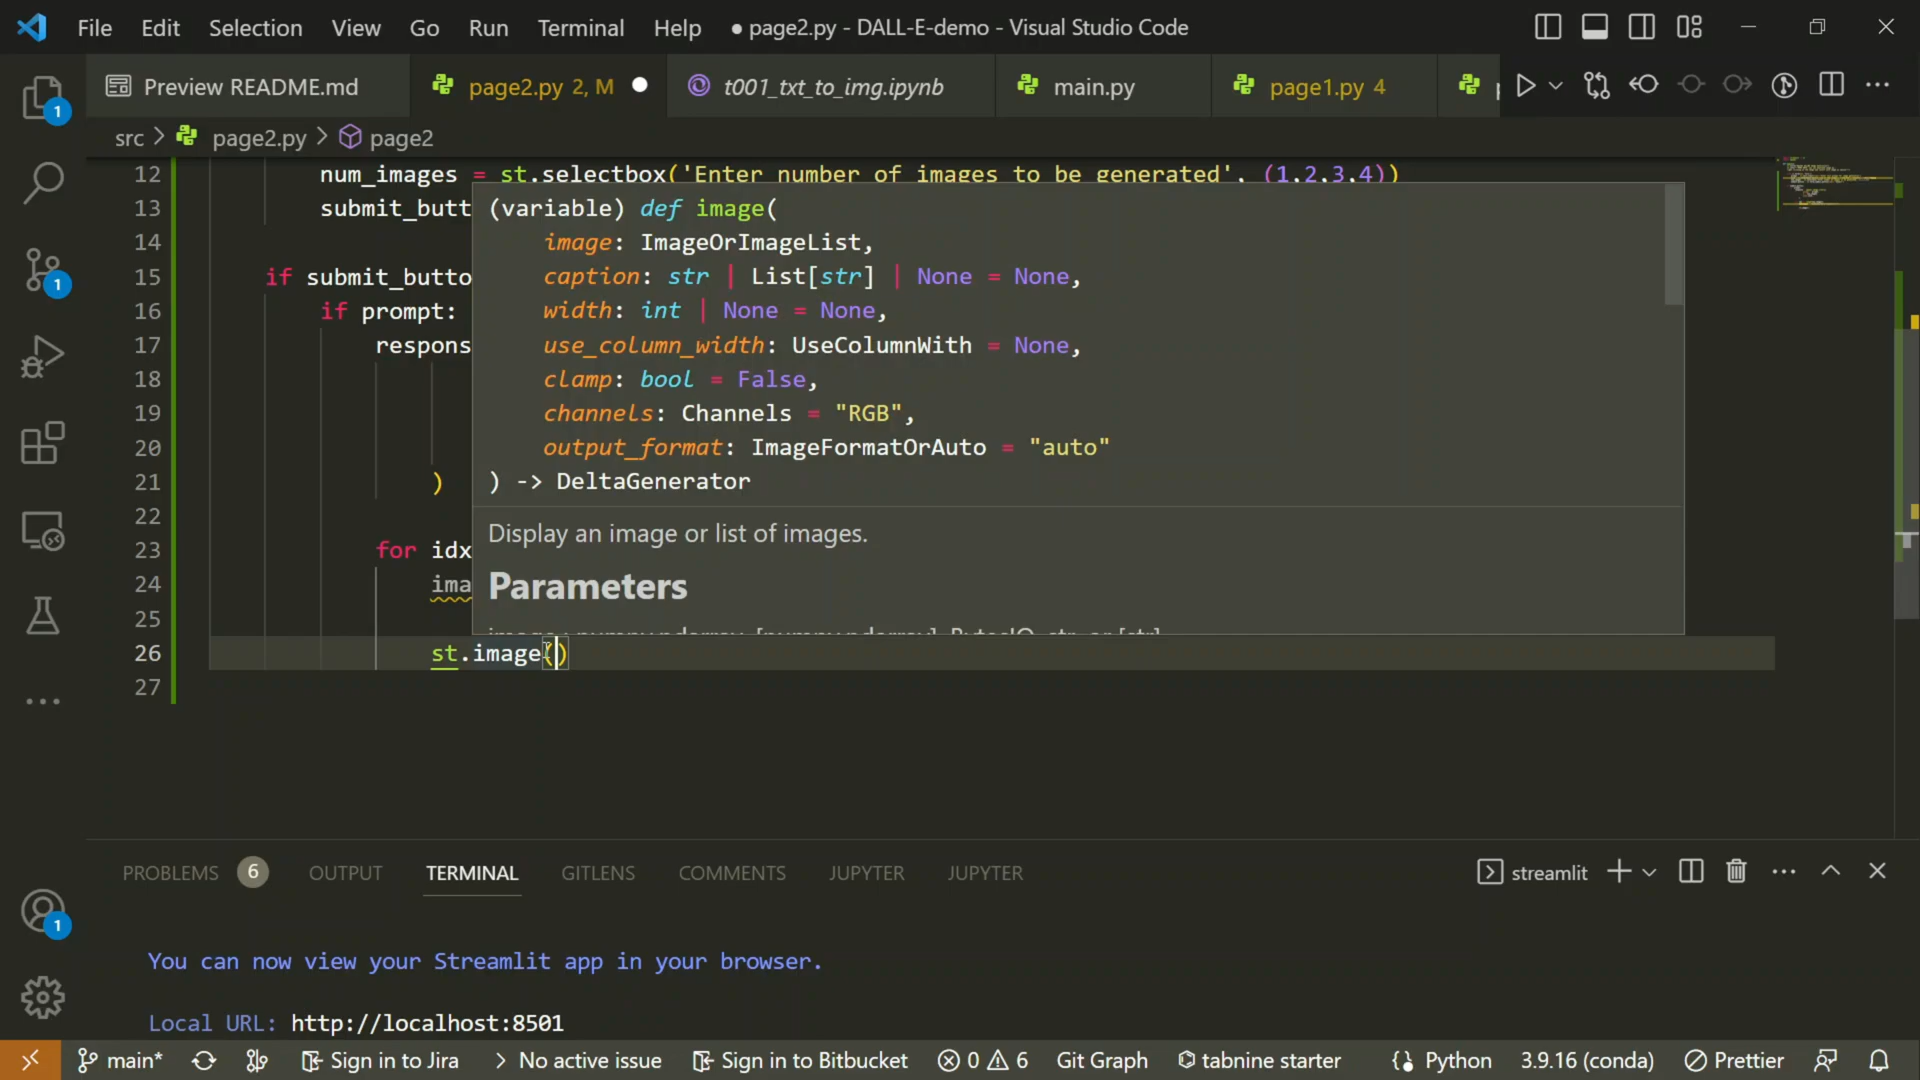 File Edit Selection View Go Run Terminal Help ● page2.py - DALL-E-demo - Visual Studio Code
Preview README.md page2.py 2, M t001_txt_to_img.ipynb main.py page1.py 4
src > page2.py > page2
12 num_images = st.selectbox('Enter number of images to be generated', (1,2,3,4))
13 submit_butt
14
15 if submit_butto
16 if prompt:
17 respons
18
19
20
21 )
22
23 for idx
24 ima
25
26 st.image()
27
(variable) def image(
image: ImageOrImageList,
caption: str | List[str] | None = None,
width: int | None = None,
use_column_width: UseColumnWith = None,
clamp: bool = False,
channels: Channels = "RGB",
output_format: ImageFormatOrAuto = "auto"
) -> DeltaGenerator
Display an image or list of images.
Parameters
1
1
1
PROBLEMS 6 OUTPUT TERMINAL GITLENS COMMENTS JUPYTER JUPYTER streamlit
You can now view your Streamlit app in your browser.
Local URL: http://localhost:8501
main* Sign in to Jira > No active issue Sign in to Bitbucket 0 6 Git Graph tabnine starter Python 3.9.16 (conda) Prettier